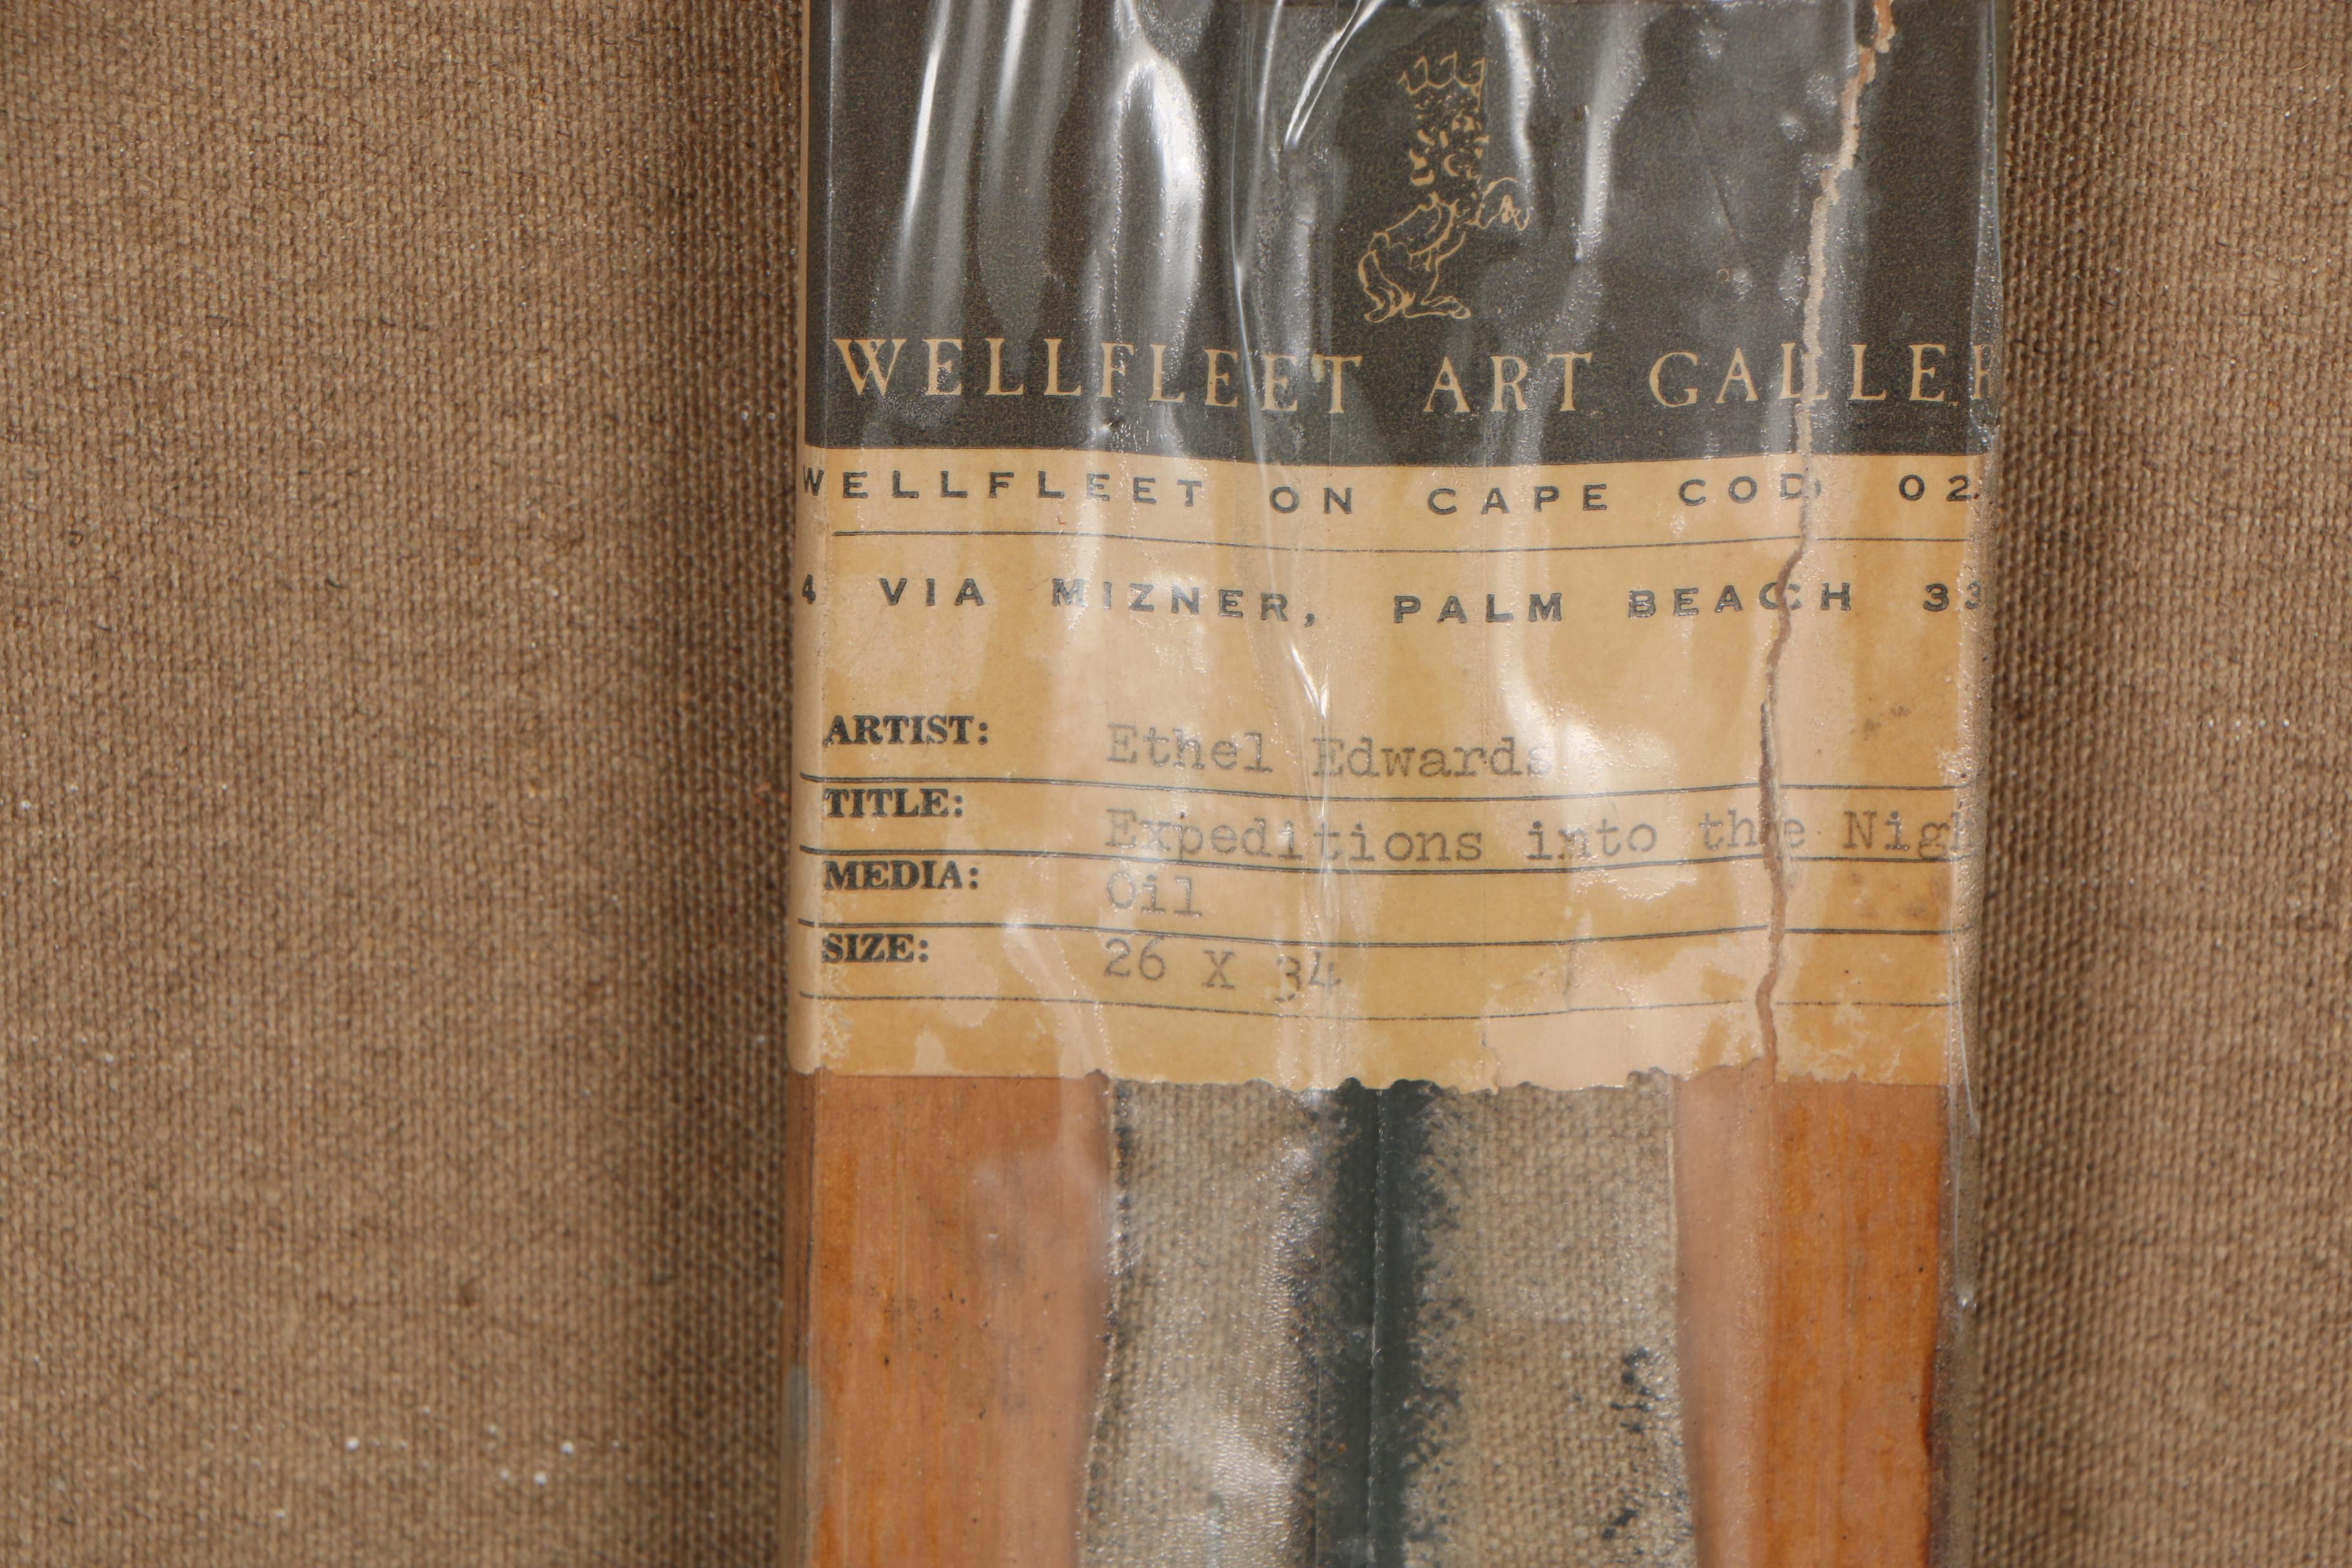 WELLFLEET ART GALLER
WELLFLEET ON CAPE COD 02
4 VIA MIZNER, PALM BEACH 33
ARTIST: Ethel Edwards
TITLE: Expeditions into the Nig
MEDIA: Oil
SIZE: 26 X 34